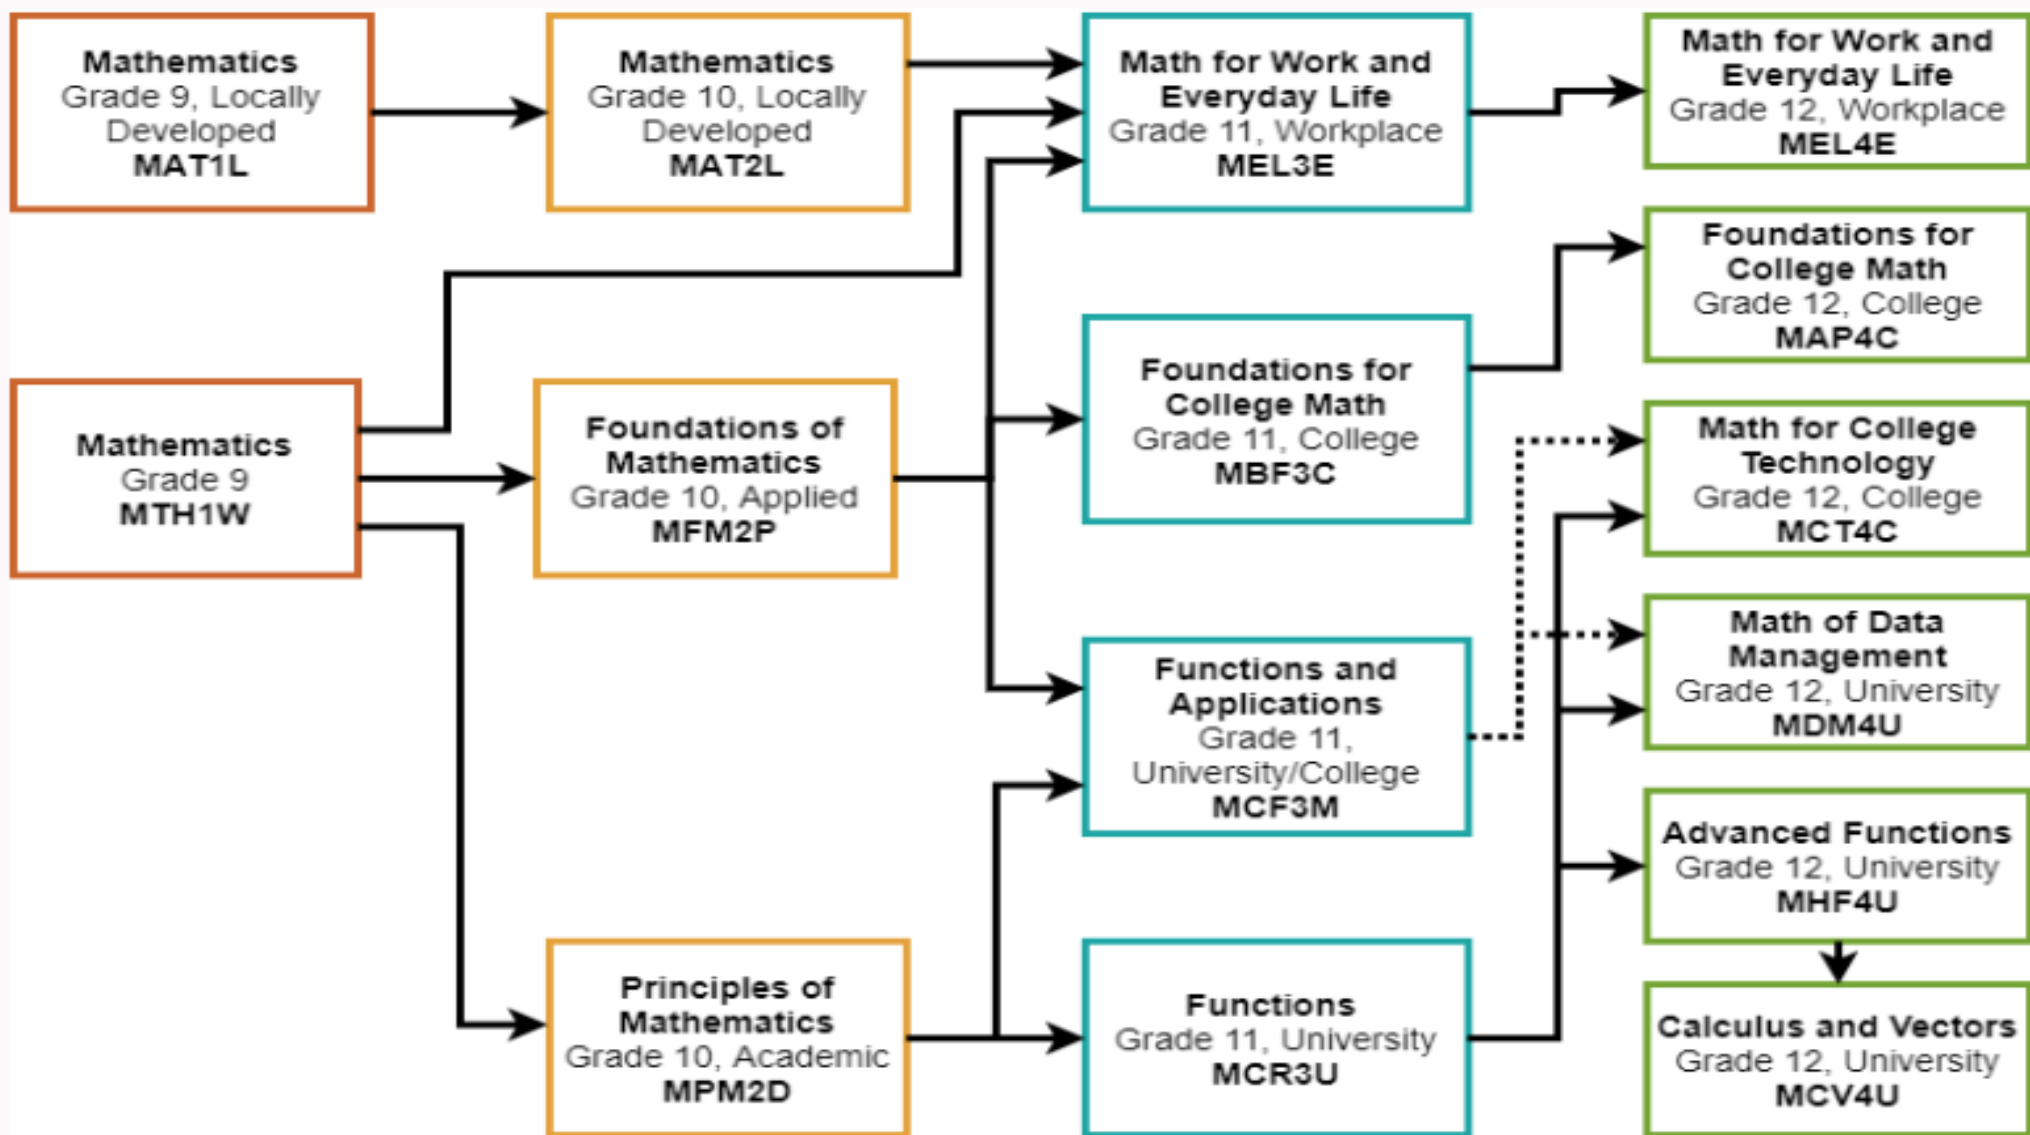 Mathematics
Grade 9, Locally
Developed
MAT1L
Mathematics
Grade 10, Locally
Developed
MAT2L
Math for Work and
Everyday Life
Grade 11, Workplace
MEL3E
Math for Work and
Everyday Life
Grade 12, Workplace
MEL4E
Foundations for
College Math
Grade 12, College
MAP4C
Mathematics
Grade 9
MTH1W
Foundations of
Mathematics
Grade 10, Applied
MFM2P
Foundations for
College Math
Grade 11, College
MBF3C
Math for College
Technology
Grade 12, College
MCT4C
Functions and
Applications
Grade 11,
University/College
MCF3M
Math of Data
Management
Grade 12, University
MDM4U
Advanced Functions
Grade 12, University
MHF4U
Principles of
Mathematics
Grade 10, Academic
MPM2D
Functions
Grade 11, University
MCR3U
Calculus and Vectors
Grade 12, University
MCV4U